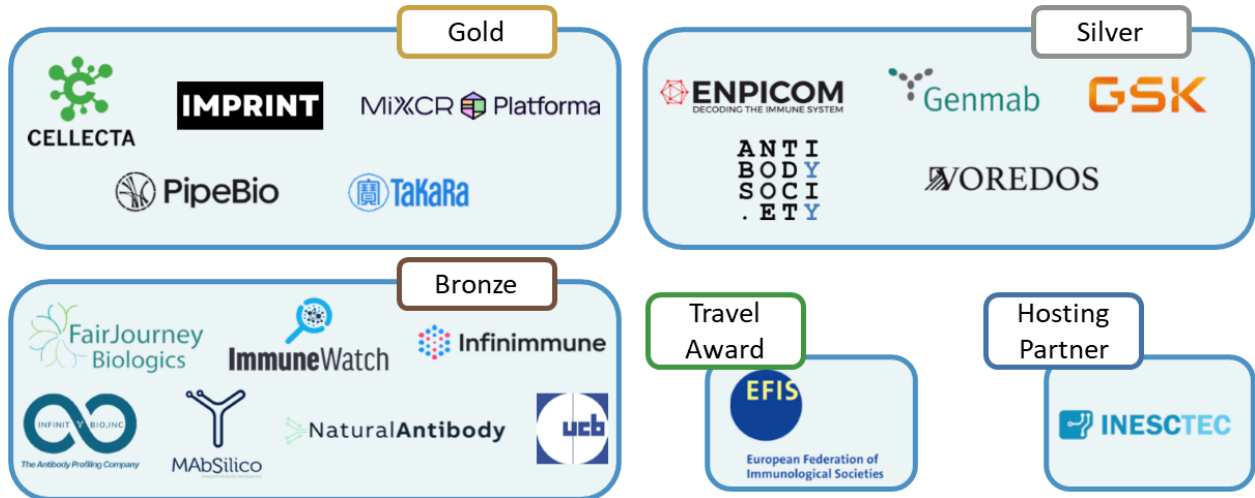 Gold
CELLECTA
IMPRINT
MiXCR Platforma
PipeBio
TaKaRa
Silver
ENPICOM
DECODING THE IMMUNE SYSTEM
Genmab
GSK
ANTI
BODY
SOCI
.ETY
VOREDOS
Bronze
FairJourney
Biologics
ImmuneWatch
Infinimmune
INFINITY BIO, INC
The Antibody Profiling Company
MAbSilico
NaturalAntibody
ucb
Travel
Award
EFIS
European Federation of
Immunological Societies
Hosting
Partner
INESCTEC